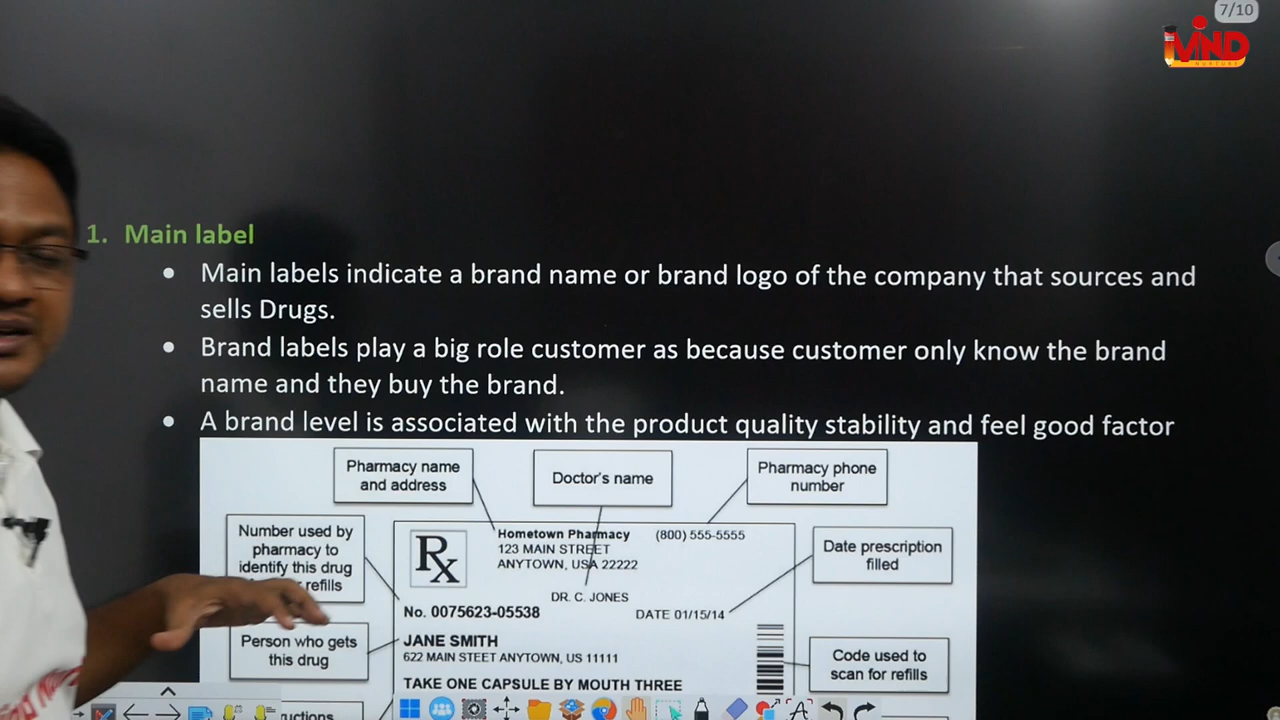 7/10
MIND
NURTURE
1. Main label
• Main labels indicate a brand name or brand logo of the company that sources and
sells Drugs.
• Brand labels play a big role customer as because customer only know the brand
name and they buy the brand.
• A brand level is associated with the product quality stability and feel good factor
Pharmacy name
and address
Doctor's name
Pharmacy phone
number
Number used by
pharmacy to
identify this drug
refills
Hometown Pharmacy (800) 555-5555
123 MAIN STREET
ANYTOWN, USA 22222
Rx
Date prescription
filled
DR. C. JONES
No. 0075623-05538 DATE 01/15/14
Person who gets
this drug
JANE SMITH
622 MAIN STEET ANYTOWN, US 11111
Code used to
scan for refills
TAKE ONE CAPSULE BY MOUTH THREE